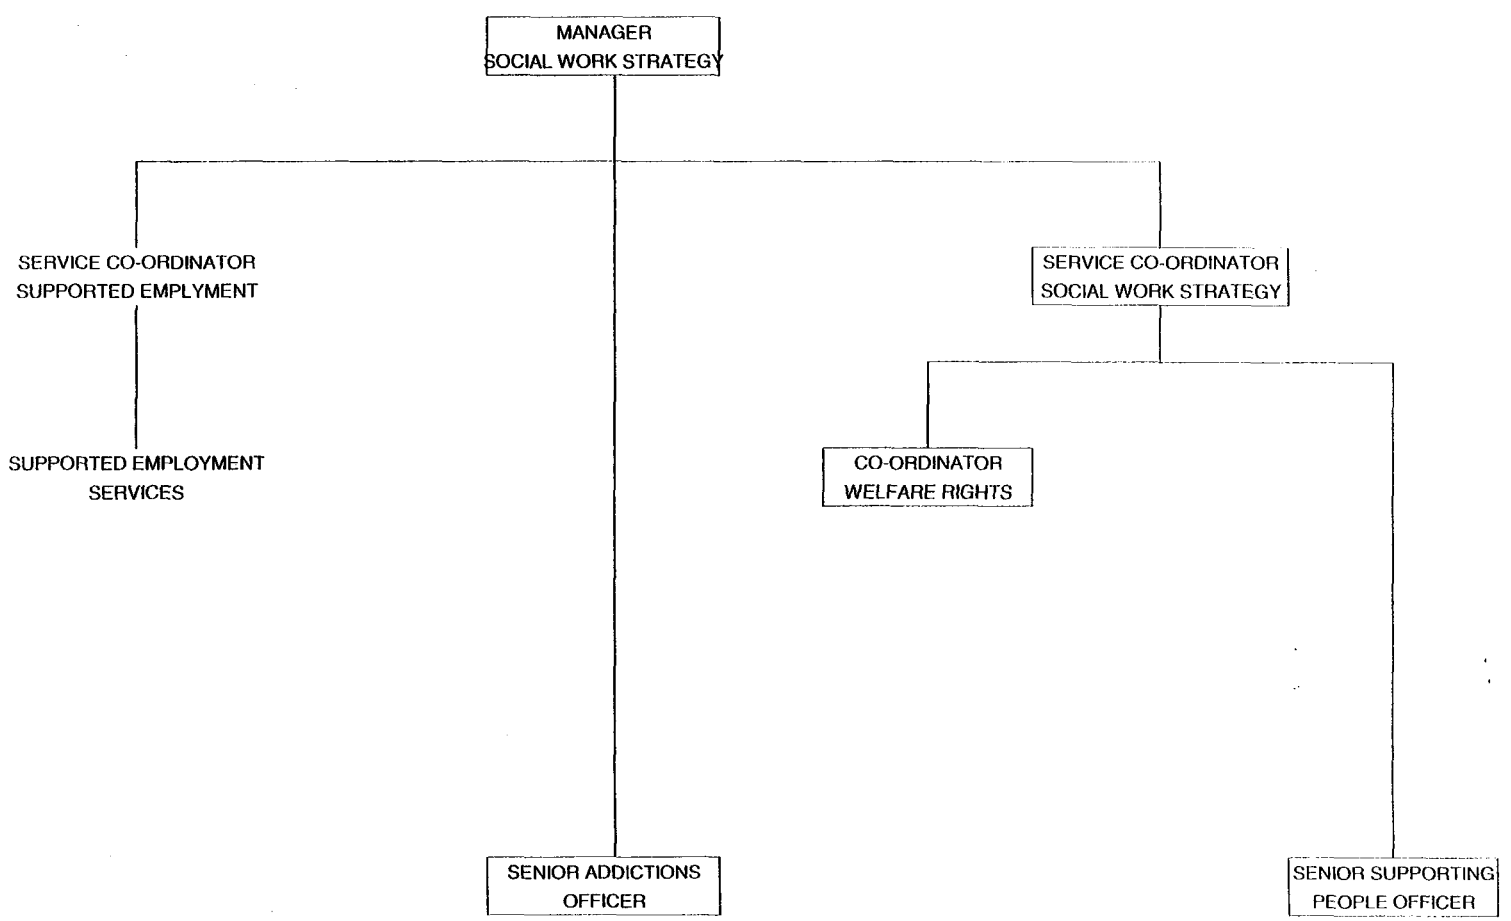 MANAGER
SOCIAL WORK STRATEGY
SERVICE CO-ORDINATOR
SUPPORTED EMPLYMENT
SERVICE CO-ORDINATOR
SOCIAL WORK STRATEGY
SUPPORTED EMPLOYMENT
SERVICES
CO-ORDINATOR
WELFARE RIGHTS
SENIOR ADDICTIONS
OFFICER
SENIOR SUPPORTING
PEOPLE OFFICER